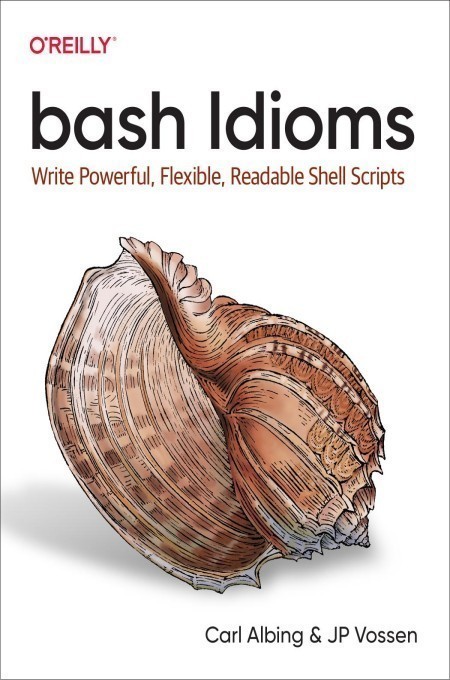 O'REILLY®
bash Idioms
Write Powerful, Flexible, Readable Shell Scripts
Carl Albing & JP Vossen